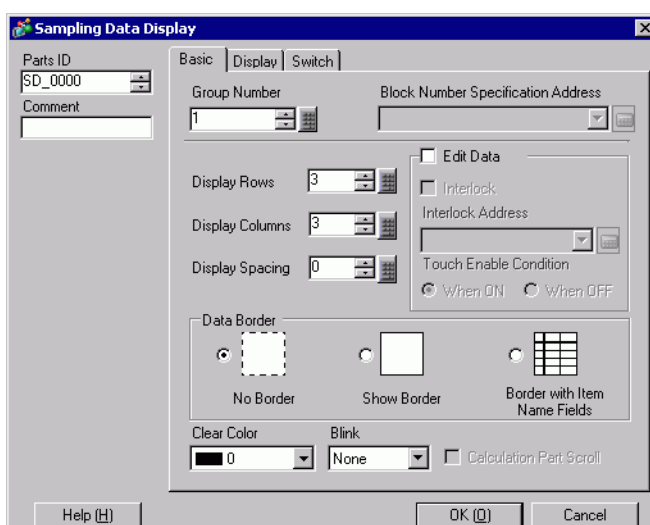 Sampling Data Display
Parts ID
SD_0000
Comment
Basic Display Switch
Group Number
1
Block Number Specification Address
Display Rows 3
Display Columns 3
Display Spacing 0
Edit Data
Interlock
Interlock Address
Touch Enable Condition
When ON When OFF
Data Border
No Border
Show Border
Border with Item
Name Fields
Clear Color
0
Blink
None
Calculation Part Scroll
Help (H)
OK (O)
Cancel